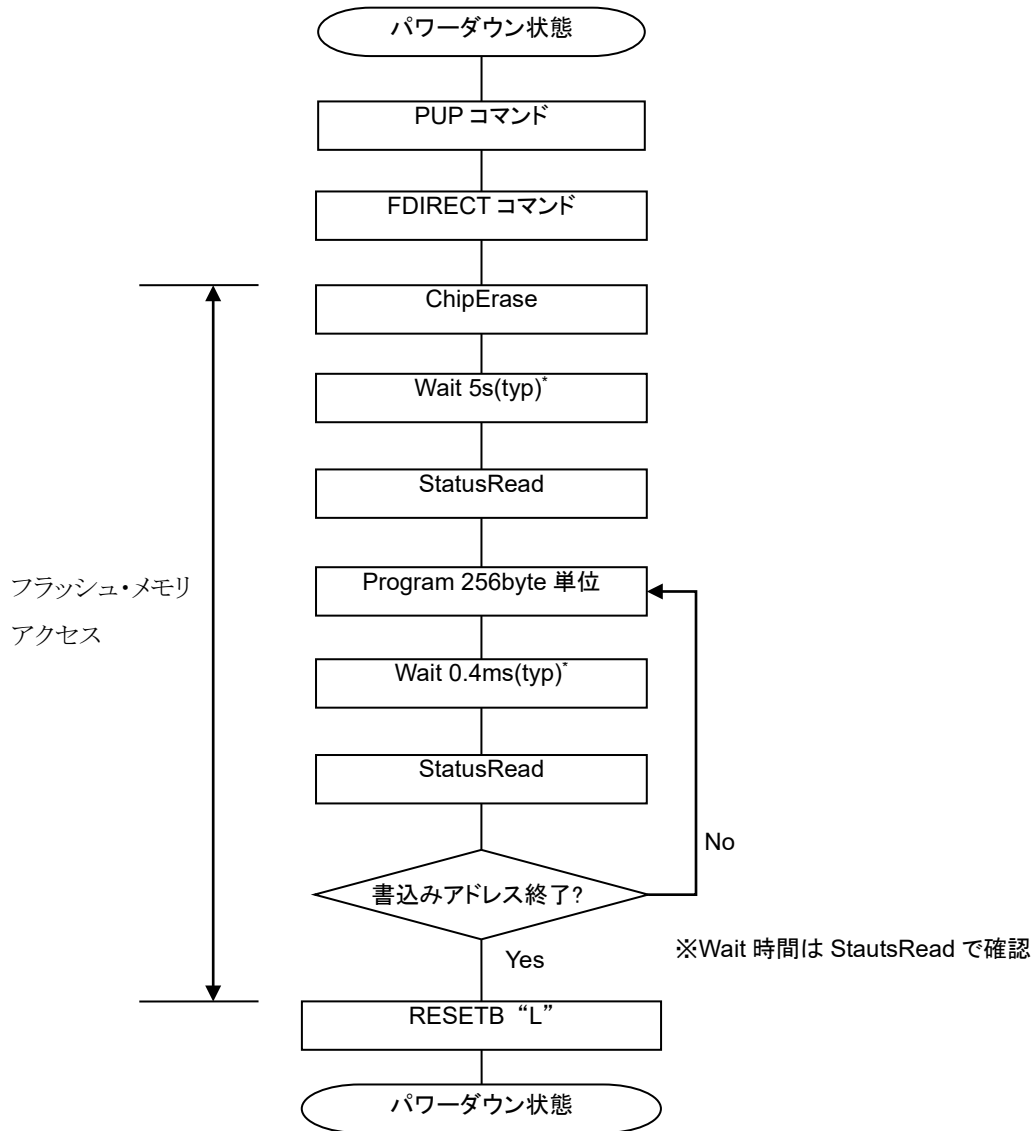 パワーダウン状態
PUP コマンド
FDIRECT コマンド
ChipErase
Wait 5s(typ)*
StatusRead
Program 256byte 単位
フラッシュ・メモリ
アクセス
Wait 0.4ms(typ)*
StatusRead
No
書込みアドレス終了?
※Wait 時間は StautsRead で確認
Yes
RESETB “L”
パワーダウン状態